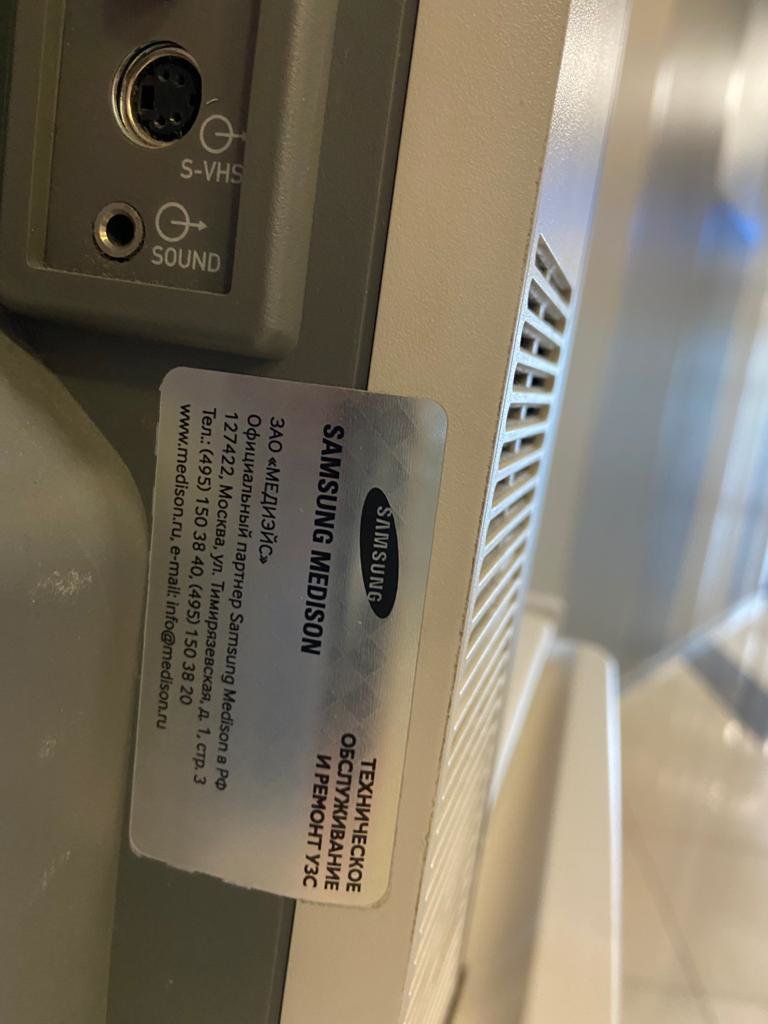 S-VHS
SOUND
SAMSUNG
SAMSUNG MEDISON
ТЕХНИЧЕСКОЕ
ОБСЛУЖИВАНИЕ
И РЕМОНТ УЗС
ЗАО «МЕДИЭЙС»
Официальный партнер Samsung Medison в РФ
127422, Москва, ул. Тимирязевская, д. 1, стр. 3
Тел.: (495) 150 38 40, (495) 150 38 20
www.medison.ru, e-mail: info@medison.ru